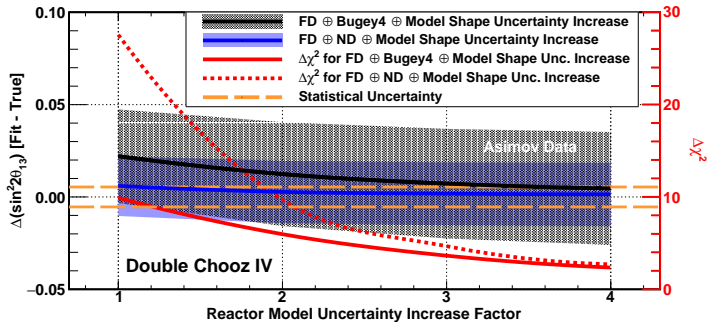 FD ⊕ Bugey4 ⊕ Model Shape Uncertainty Increase
FD ⊕ ND ⊕ Model Shape Uncertainty Increase
Δχ² for FD ⊕ Bugey4 ⊕ Model Shape Unc. Increase
Δχ² for FD ⊕ ND ⊕ Model Shape Unc. Increase
Statistical Uncertainty
Asimov Data
Double Chooz IV
Δ(sin²2θ₁₃) [Fit - True]
0.10
0.05
0.00
−0.05
1 2 3 4
Reactor Model Uncertainty Increase Factor
30
20
10
0
Δχ²